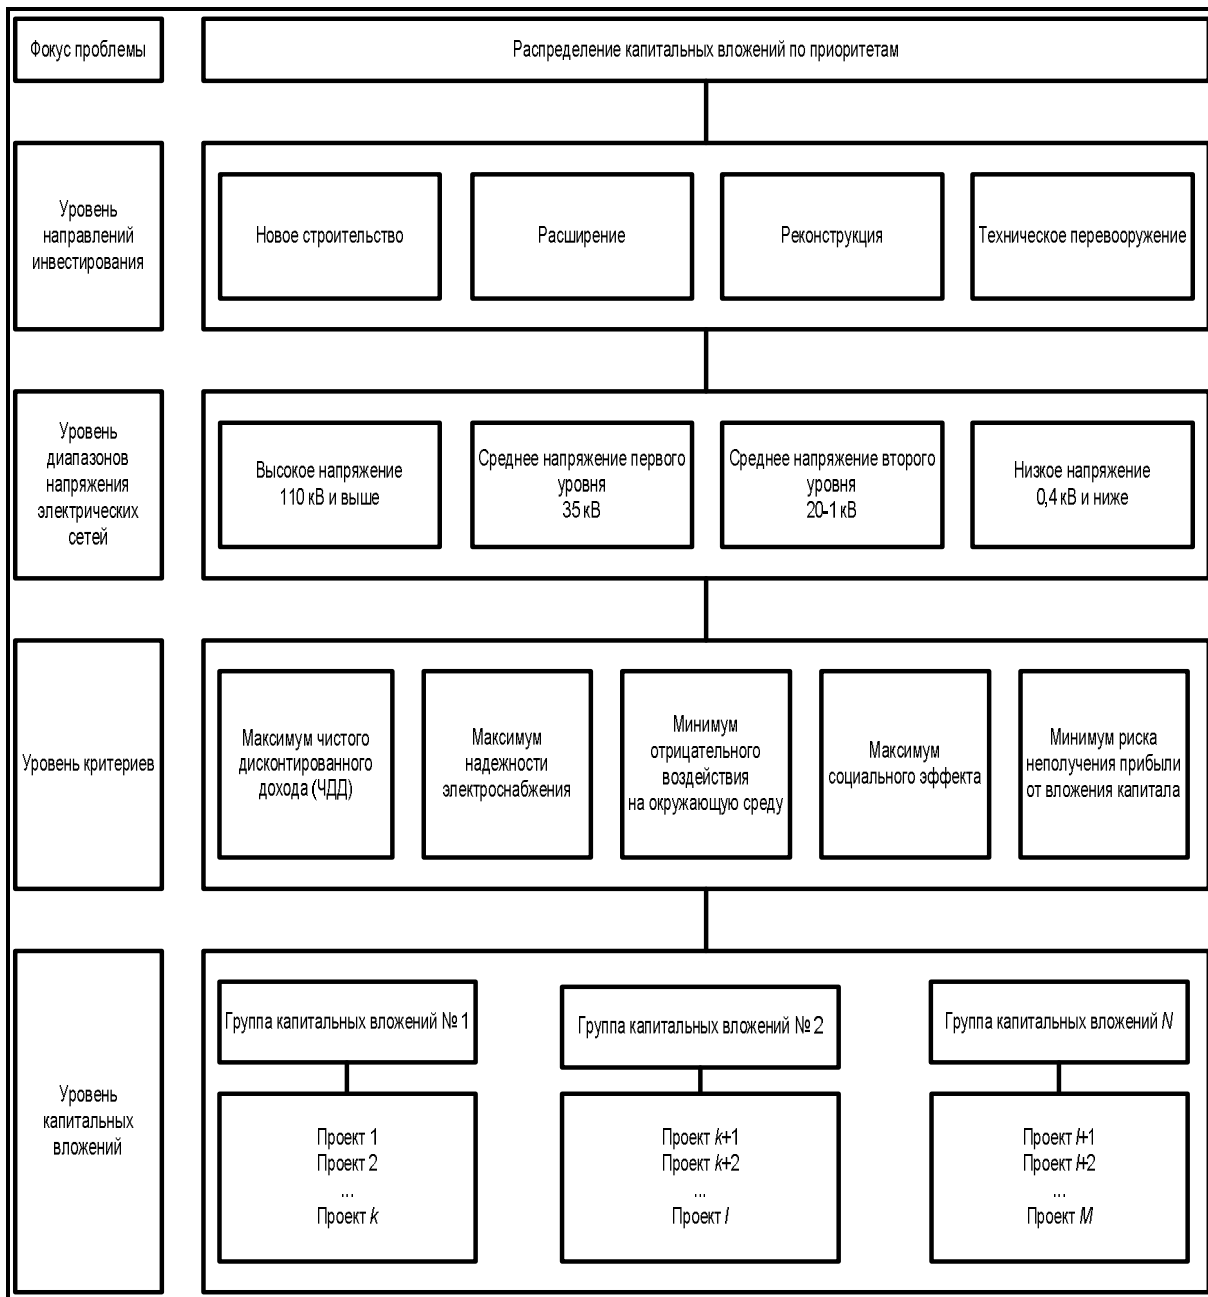 Фокус проблемы
Распределение капитальных вложений по приоритетам
Уровень
направлений
инвестирования
Новое строительство
Расширение
Реконструкция
Техническое перевооружение
Уровень
диапазонов
напряжения
электрических
сетей
Высокое напряжение
110 кВ и выше
Среднее напряжение первого
уровня
35 кВ
Среднее напряжение второго
уровня
20-1 кВ
Низкое напряжение
0,4 кВ и ниже
Уровень критериев
Максимум чистого
дисконтированного
дохода (ЧДД)
Максимум
надежности
электроснабжения
Минимум
отрицательного
воздействия
на окружающую среду
Максимум
социального эффекта
Минимум риска
неполучения прибыли
от вложения капитала
Уровень
капитальных
вложений
Группа капитальных вложений № 1
Проект 1
Проект 2
...
Проект k
Группа капитальных вложений № 2
Проект k+1
Проект k+2
...
Проект l
Группа капитальных вложений N
Проект l+1
Проект l+2
...
Проект M